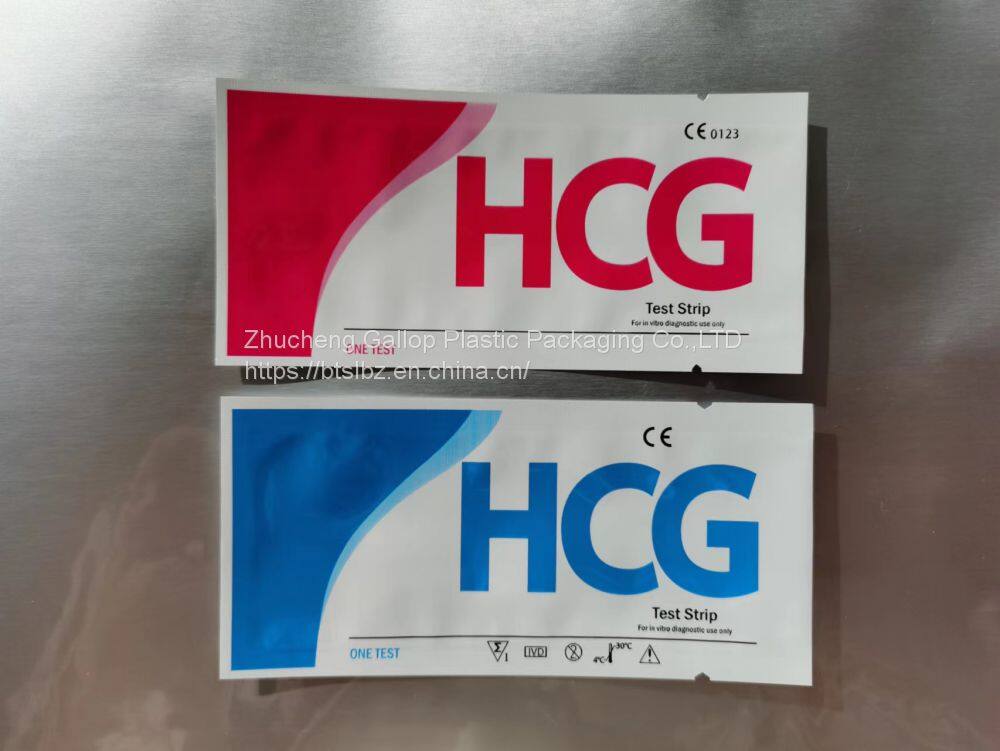 CE 0123
HCG
Test Strip
For in vitro diagnostic use only
ONE TEST
Zhucheng Gallop Plastic Packaging Co.,LTD
https://btslbz.en.china.cn/
CE
HCG
Test Strip
For in vitro diagnostic use only
ONE TEST Σ 1 IVD 2 4°C -30°C